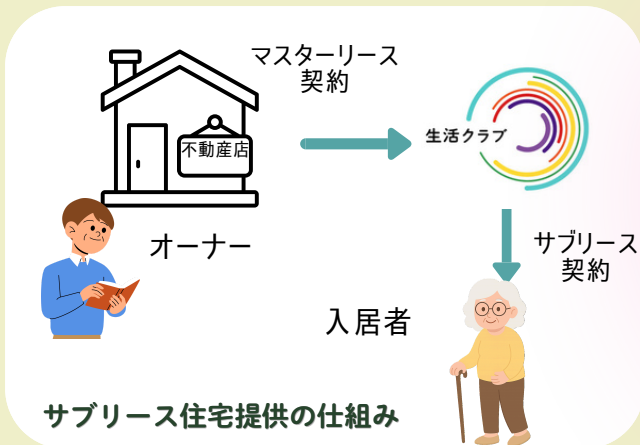 マスターリース
契約
不動産店
生活クラブ
オーナー
サブリース
契約
入居者
サブリース住宅提供の仕組み